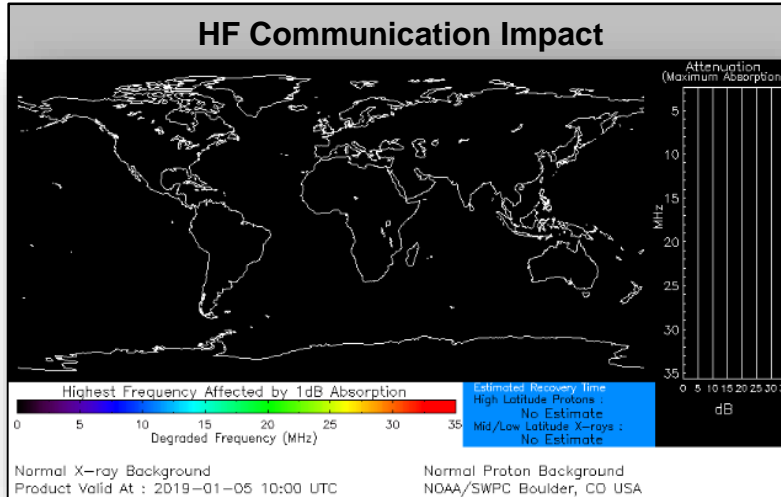 HF Communication Impact
Attenuation
(Maximum Absorption)
5
10
15
20
25
30
35
MHz
0 5 10 15 20 25 30
dB
Highest Frequency Affected by 1dB Absorption
0 5 10 15 20 25 30 35
Degraded Frequency (MHz)
Estimated Recovery Time
High Latitude Protons :
No Estimate
Mid/Low Latitude X-rays :
No Estimate
Normal X-ray Background
Normal Proton Background
Product Valid At : 2019-01-05 10:00 UTC
NOAA/SWPC Boulder, CO USA